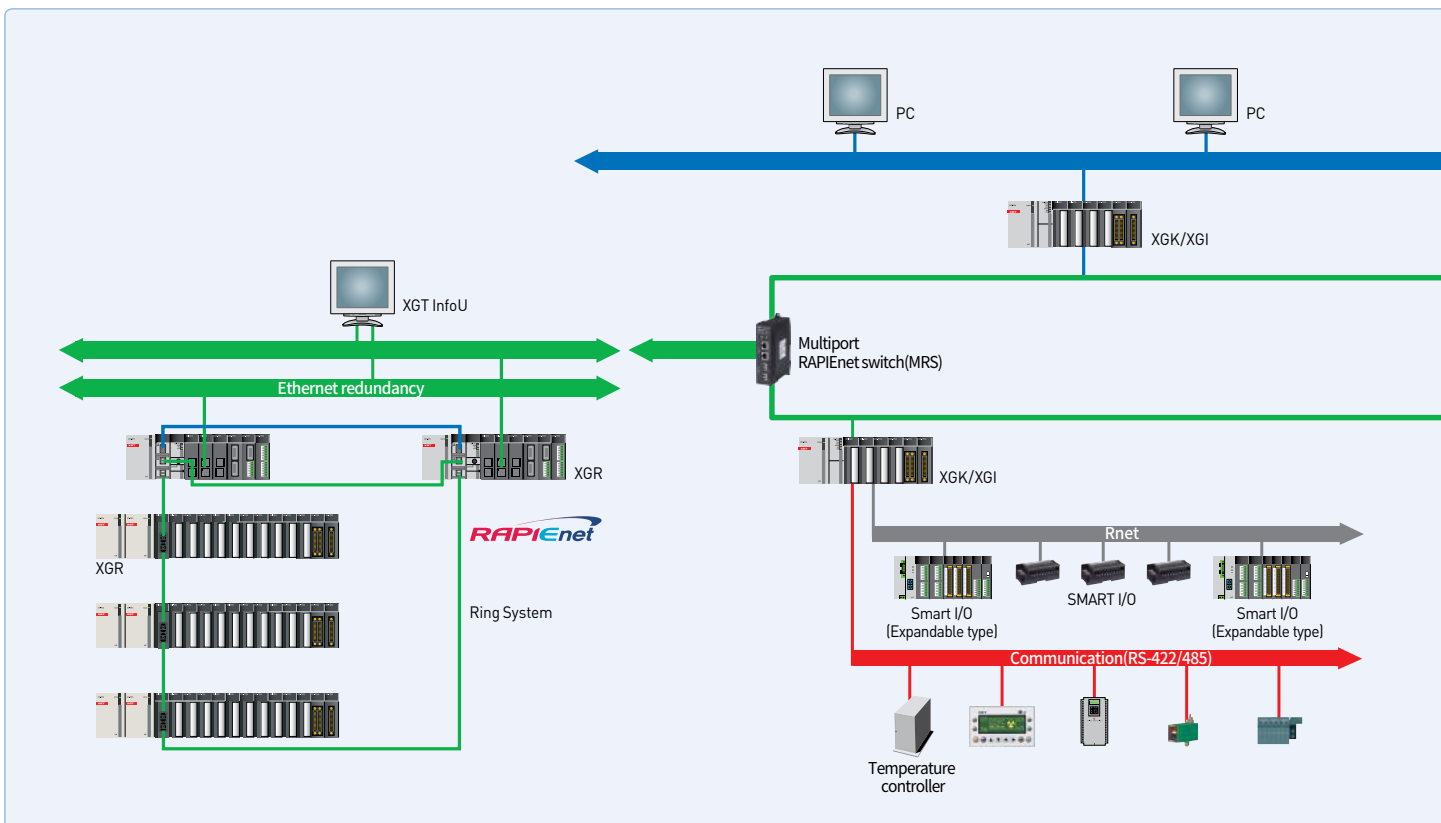 PC
PC
XGK/XGI
XGT InfoU
Multiport
RAPIEnet switch(MRS)
Ethernet redundancy
XGR
XGK/XGI
RAPIEnet
Rnet
XGR
SMART I/O
Ring System
Smart I/O
(Expandable type)
Smart I/O
(Expandable type)
Communication(RS-422/485)
Temperature
controller